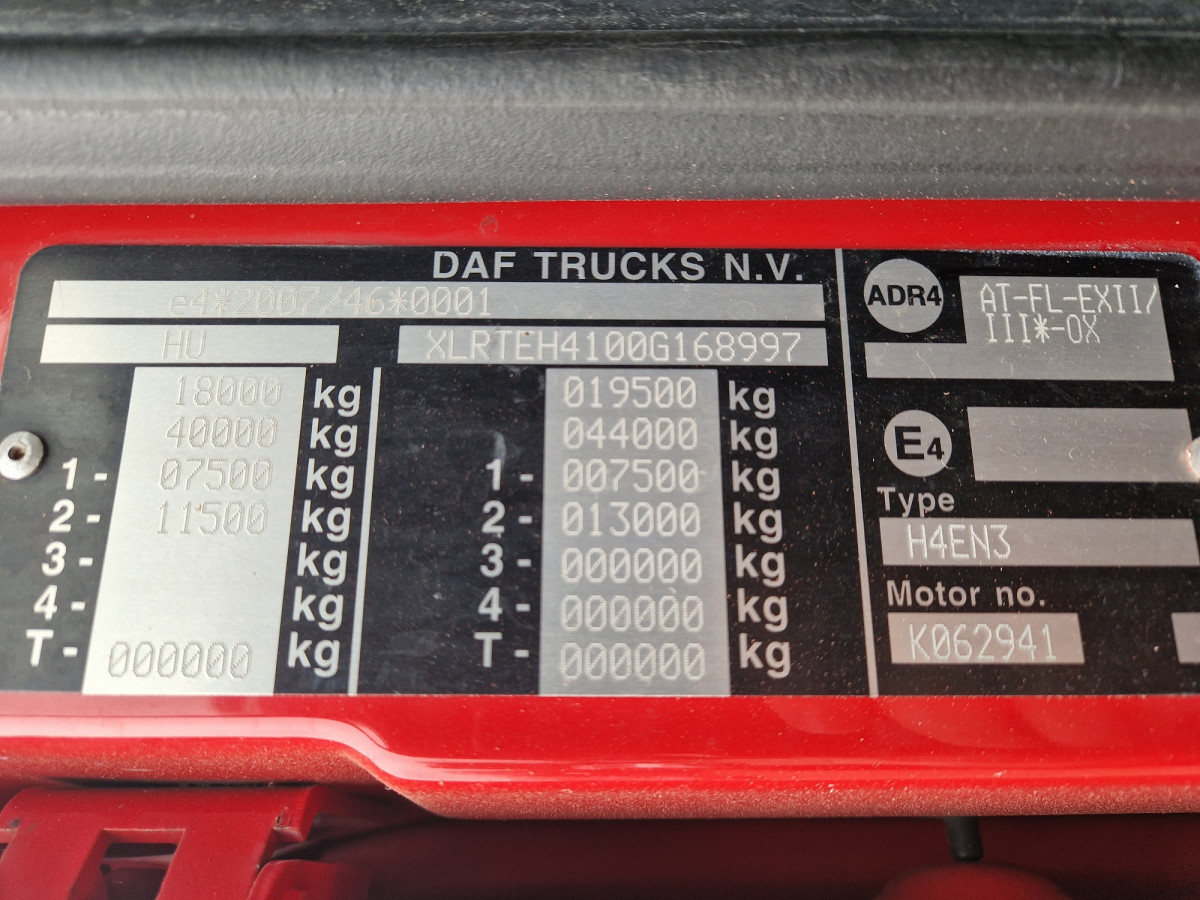 DAF TRUCKS N.V.
e4*2007/46*0001
HU XLRTEH4100G168997
18000 kg 019500 kg
40000 kg 044000 kg
1- 07500 kg 1- 007500 kg
2- 11500 kg 2- 013000 kg
3- kg 3- 000000 kg
4- kg 4- 000000 kg
T- 000000 kg T- 000000 kg
ADR4 AT-FL-EXII/
III*-OX
E4
Type
H4EN3
Motor no.
K062941